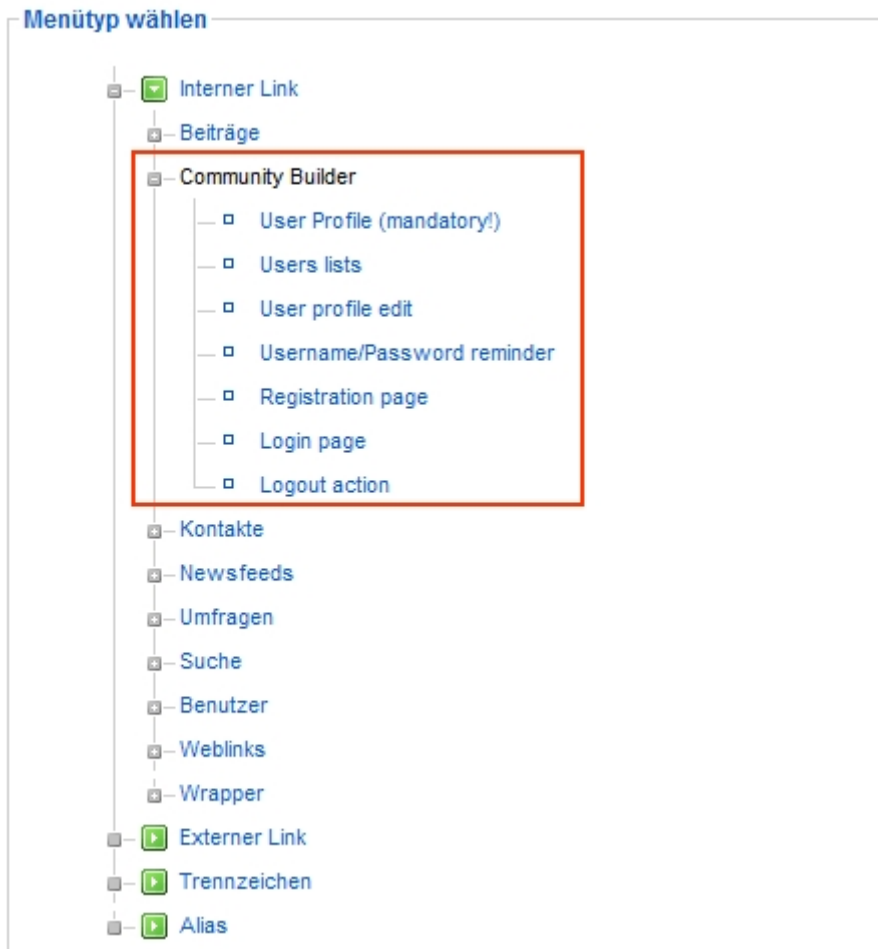 Menütyp wählen
Interner Link
Beiträge
Community Builder
User Profile (mandatory!)
Users lists
User profile edit
Username/Password reminder
Registration page
Login page
Logout action
Kontakte
Newsfeeds
Umfragen
Suche
Benutzer
Weblinks
Wrapper
Externer Link
Trennzeichen
Alias